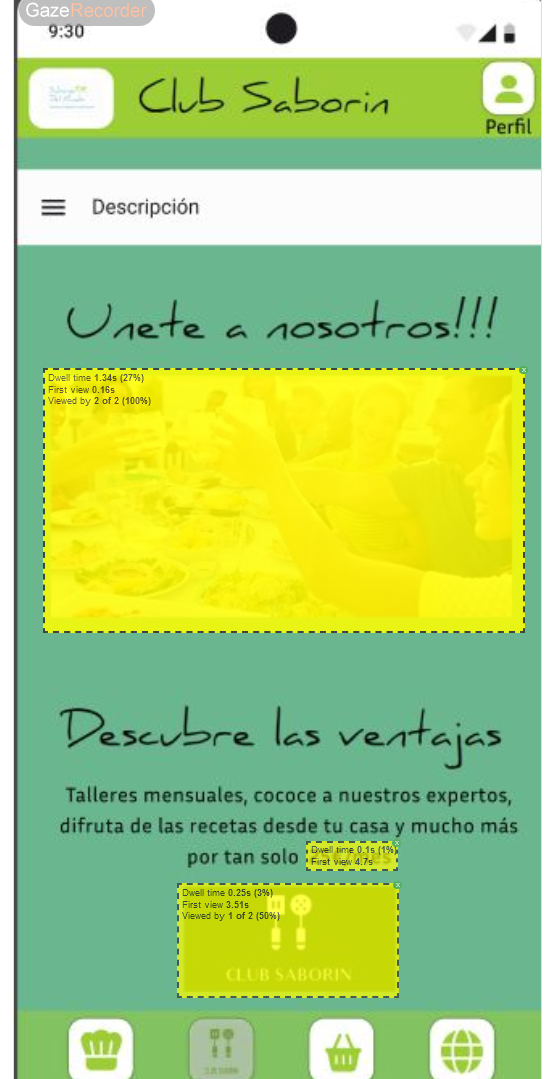 GazeRecorder
9:30
Club Saborin
Perfil
Descripción
Unete a nosotros!!!
Dwell time 1.34s (27%)
First view 0.16s
Viewed by 2 of 2 (100%)
Descubre las ventajas
Talleres mensuales, cococe a nuestros expertos,
difruta de las recetas desde tu casa y mucho más
por tan solo
Dwell time 0.1s (1%)
First view 4.7s
Dwell time 0.25s (3%)
First view 3.51s
Viewed by 1 of 2 (50%)
CLUB SABORIN